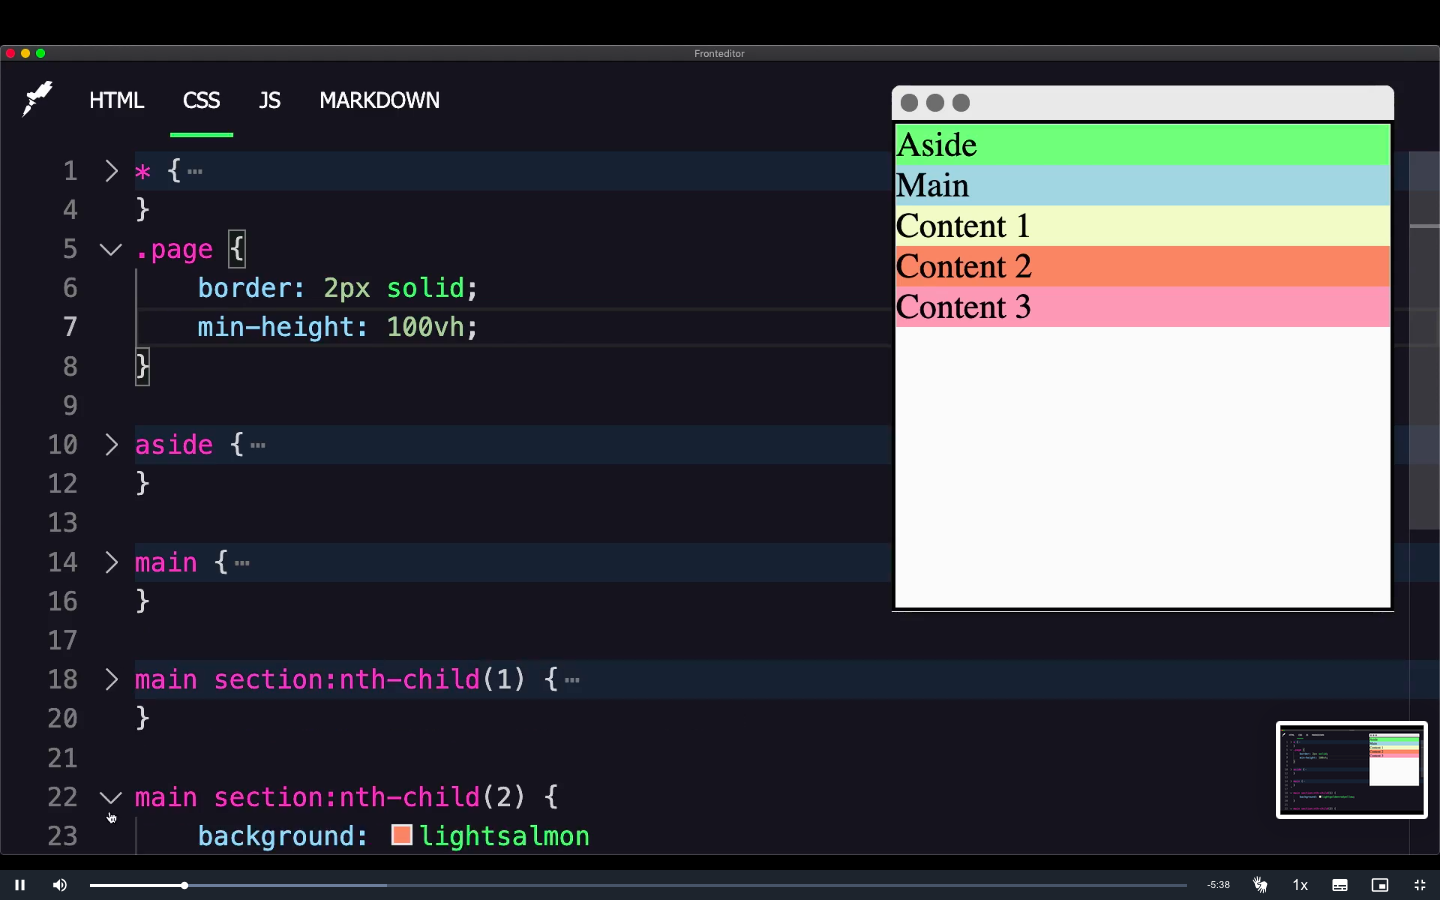 Fronteditor
HTML CSS JS MARKDOWN
1 * {⋯
4 }
5 .page {
6 border: 2px solid;
7 min-height: 100vh;
8 }
9
10 aside {⋯
12 }
13
14 main {⋯
16 }
17
18 main section:nth-child(1) {⋯
20 }
21
22 main section:nth-child(2) {
23 background: lightsalmon
Aside
Main
Content 1
Content 2
Content 3
-5:38
1x